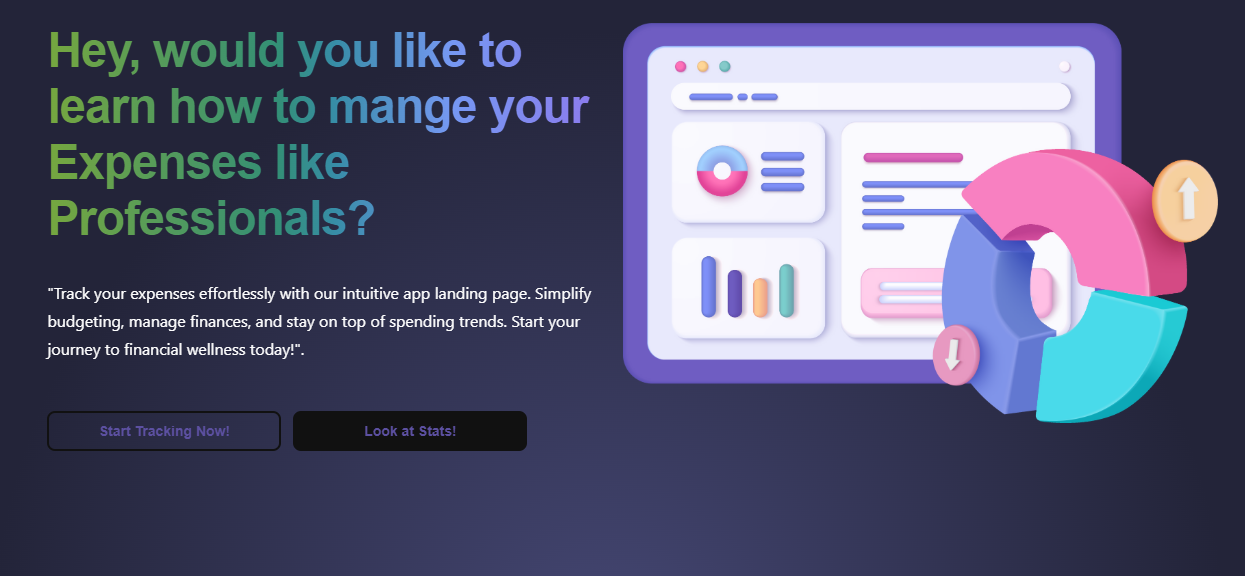 Hey, would you like to
learn how to mange your
Expenses like
Professionals?
"Track your expenses effortlessly with our intuitive app landing page. Simplify
budgeting, manage finances, and stay on top of spending trends. Start your
journey to financial wellness today!".
Start Tracking Now!
Look at Stats!